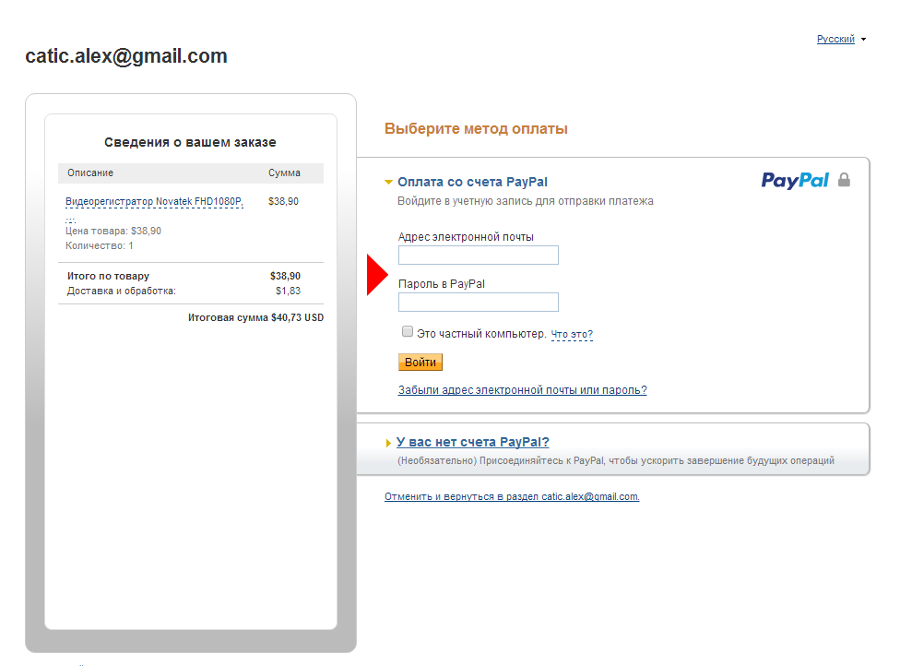 Русский
catic.alex@gmail.com
Сведения о вашем заказе
Описание Сумма
Видеорегистратор Novatek FHD1080P, $38,90
...
Цена товара: $38,90
Количество: 1
Итого по товару $38,90
Доставка и обработка: $1,83
Итоговая сумма $40,73 USD
Выберите метод оплаты
Оплата со счета PayPal
PayPal
Войдите в учетную запись для отправки платежа
Адрес электронной почты
Пароль в PayPal
Это частный компьютер. Что это?
Войти
Забыли адрес электронной почты или пароль?
У вас нет счета PayPal?
(Необязательно) Присоединяйтесь к PayPal, чтобы ускорить завершение будущих операций
Отменить и вернуться в раздел catic.alex@gmail.com.